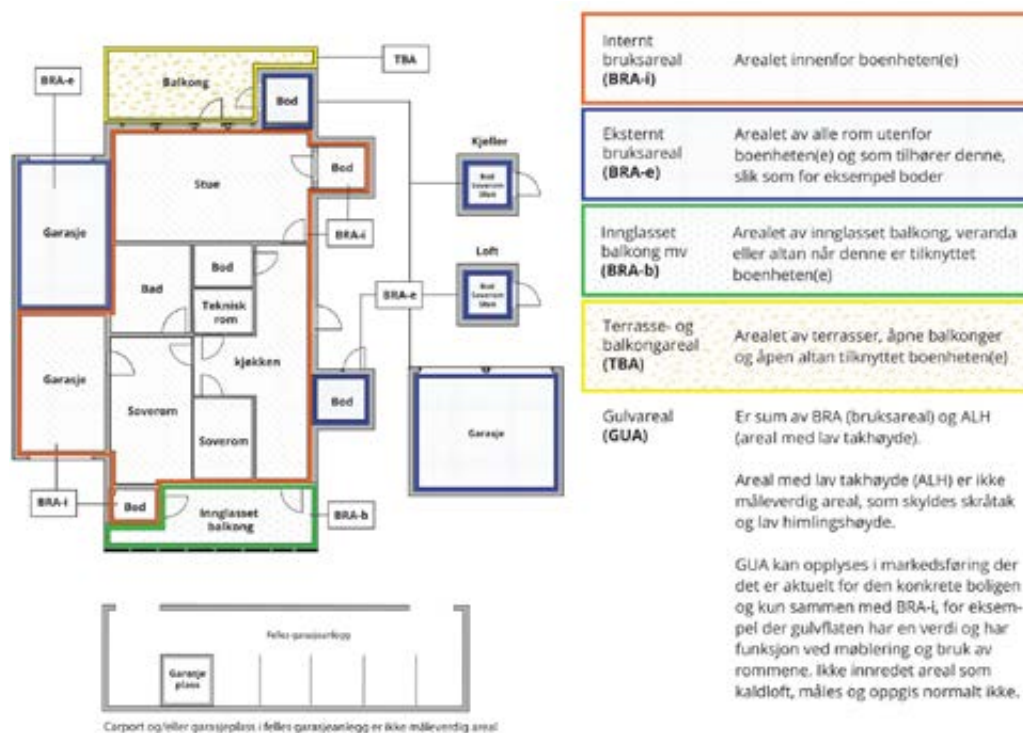 TBA
BRA-e
Balkong
Bod
Kjeller
Bod
Stue
Bod
Soverom
Garasje
BRA-i
Loft
Bad
Bod
BRA-e
Bod
Soverom
Teknisk
rom
kjøkken
Garasje
Bod
Soverom
Soverom
Garasje
BRA-i
Bod
Innglasset
balkong
BRA-b
Felles garasjeanlegg
Garasje
plass
Carport og/eller garasjeplass i felles garasjeanlegg er ikke måleverdig areal
Internt
bruksareal
(BRA-i)
Arealet innenfor boenheten(e)
Eksternt
bruksareal
(BRA-e)
Arealet av alle rom utenfor
boenheten(e) og som tilhører denne,
slik som for eksempel boder
Innglasset
balkong mv
(BRA-b)
Arealet av innglasset balkong, veranda
eller altan når denne er tilknyttet
boenheten(e)
Terrasse- og
balkongareal
(TBA)
Arealet av terrasser, åpne balkonger
og åpen altan tilknyttet boenheten(e)
Gulvareal
(GUA)
Er sum av BRA (bruksareal) og ALH
(areal med lav takhøyde).
Areal med lav takhøyde (ALH) er ikke
måleverdig areal, som skyldes skråtak
og lav himlingshøyde.
GUA kan opplyses i markedsføring der
det er aktuelt for den konkrete boligen
og kun sammen med BRA-i, for eksem-
pel der gulvflaten har en verdi og har
funksjon ved møblering og bruk av
rommene. Ikke innredet areal som
kaldloft, måles og oppgis normalt ikke.